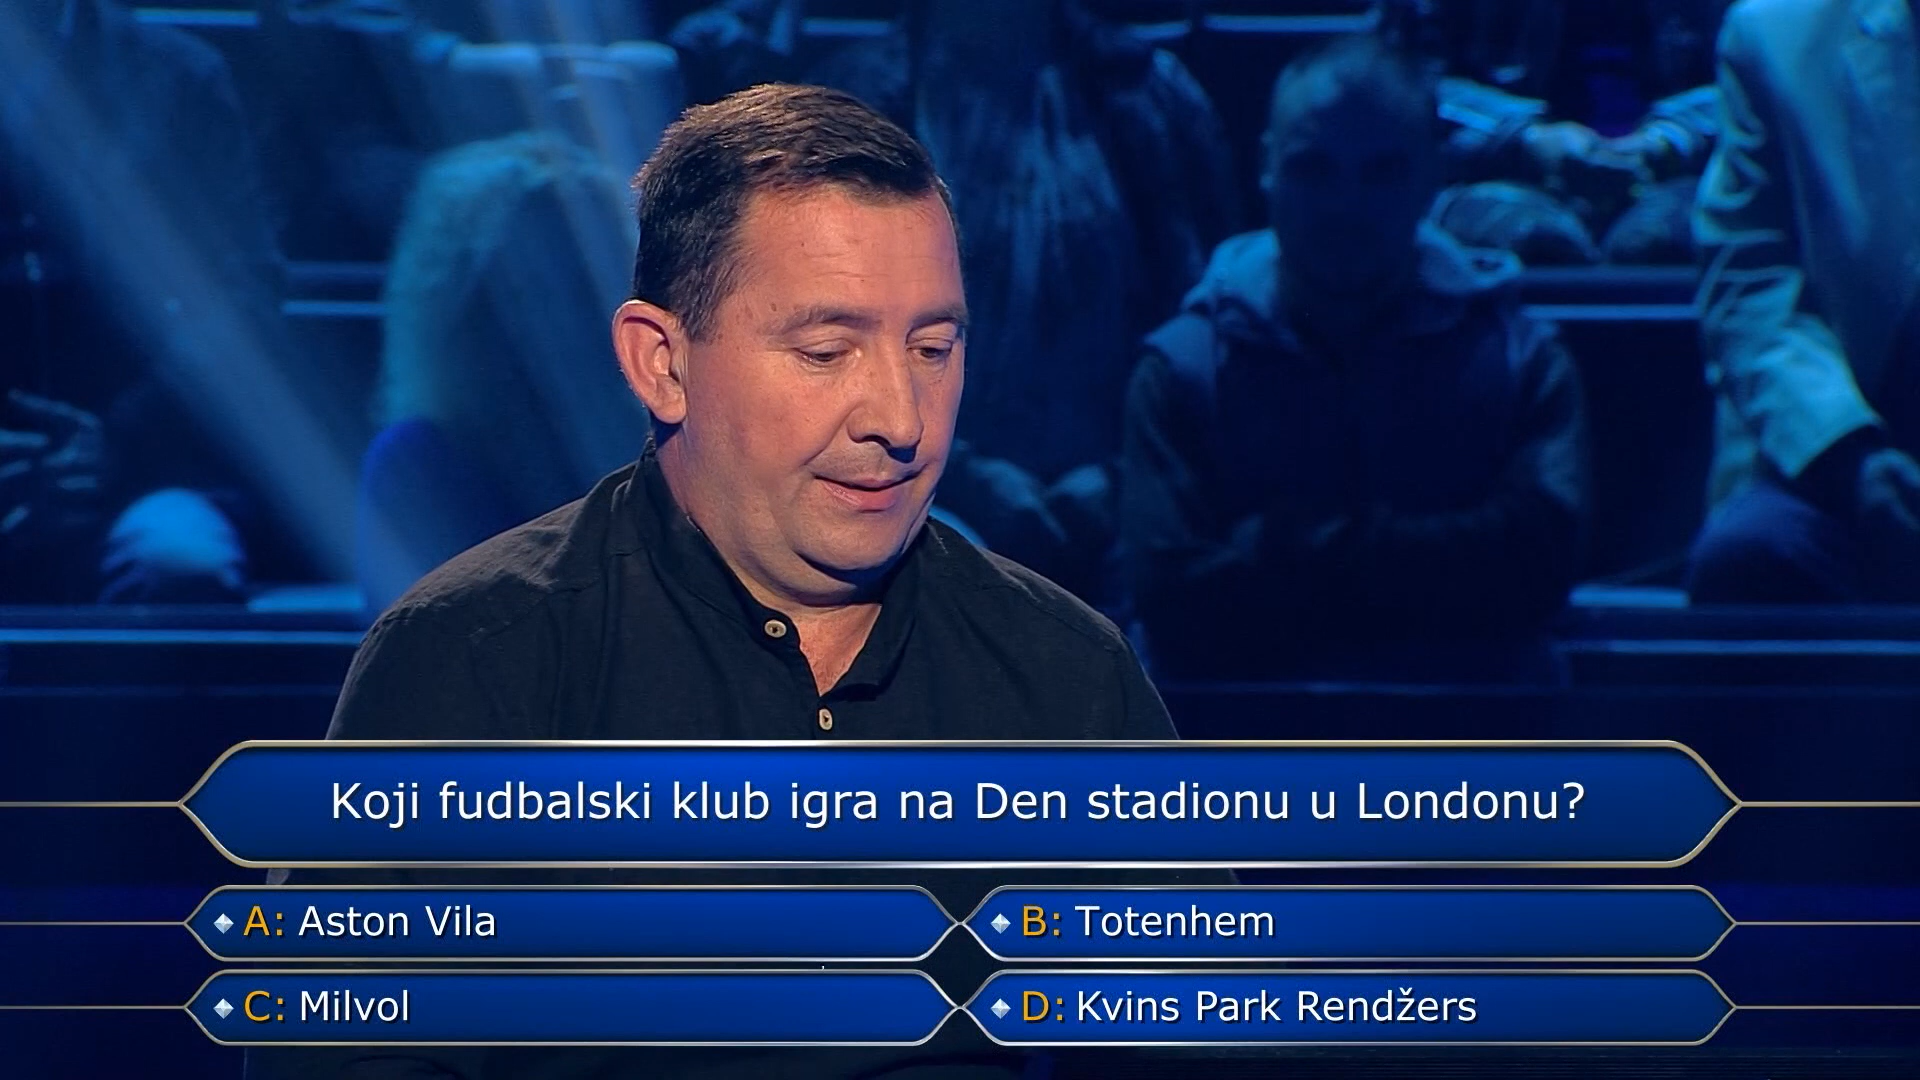 Koji fudbalski klub igra na Den stadionu u Londonu?
A: Aston Vila
B: Totenhem
C: Milvol
D: Kvins Park Rendžers